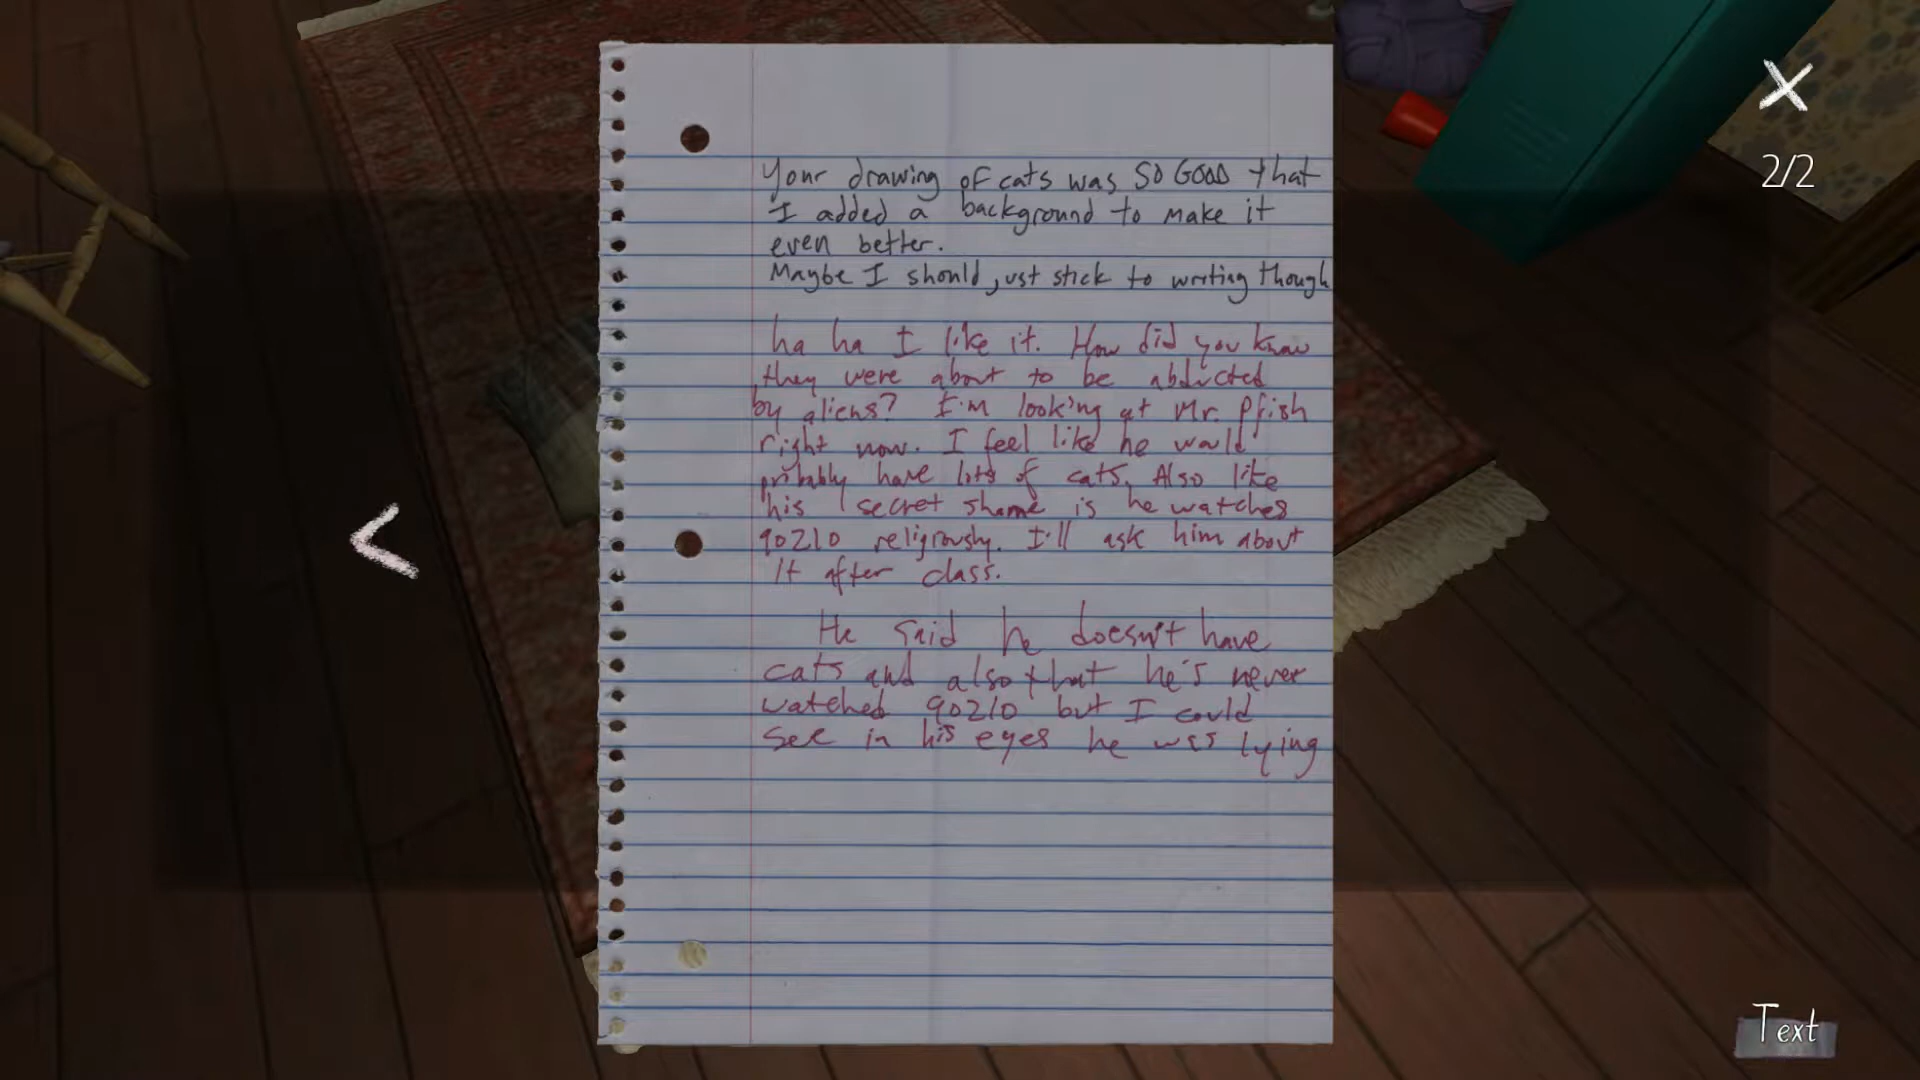 2/2
Your drawing of cats was SO GOOD that
I added a background to make it
even better.
Maybe I should just stick to writing though
ha ha I like it. How did you know
they were about to be abducted
by aliens? I'm looking at Mr. Pfish
right now. I feel like he would
probably have lots of cats. Also like
his secret shame is he watches
90210 religiously. I'll ask him about
it after class.
He said he doesn't have
cats and also that he's never
watched 90210 but I could
see in his eyes he was lying
Text